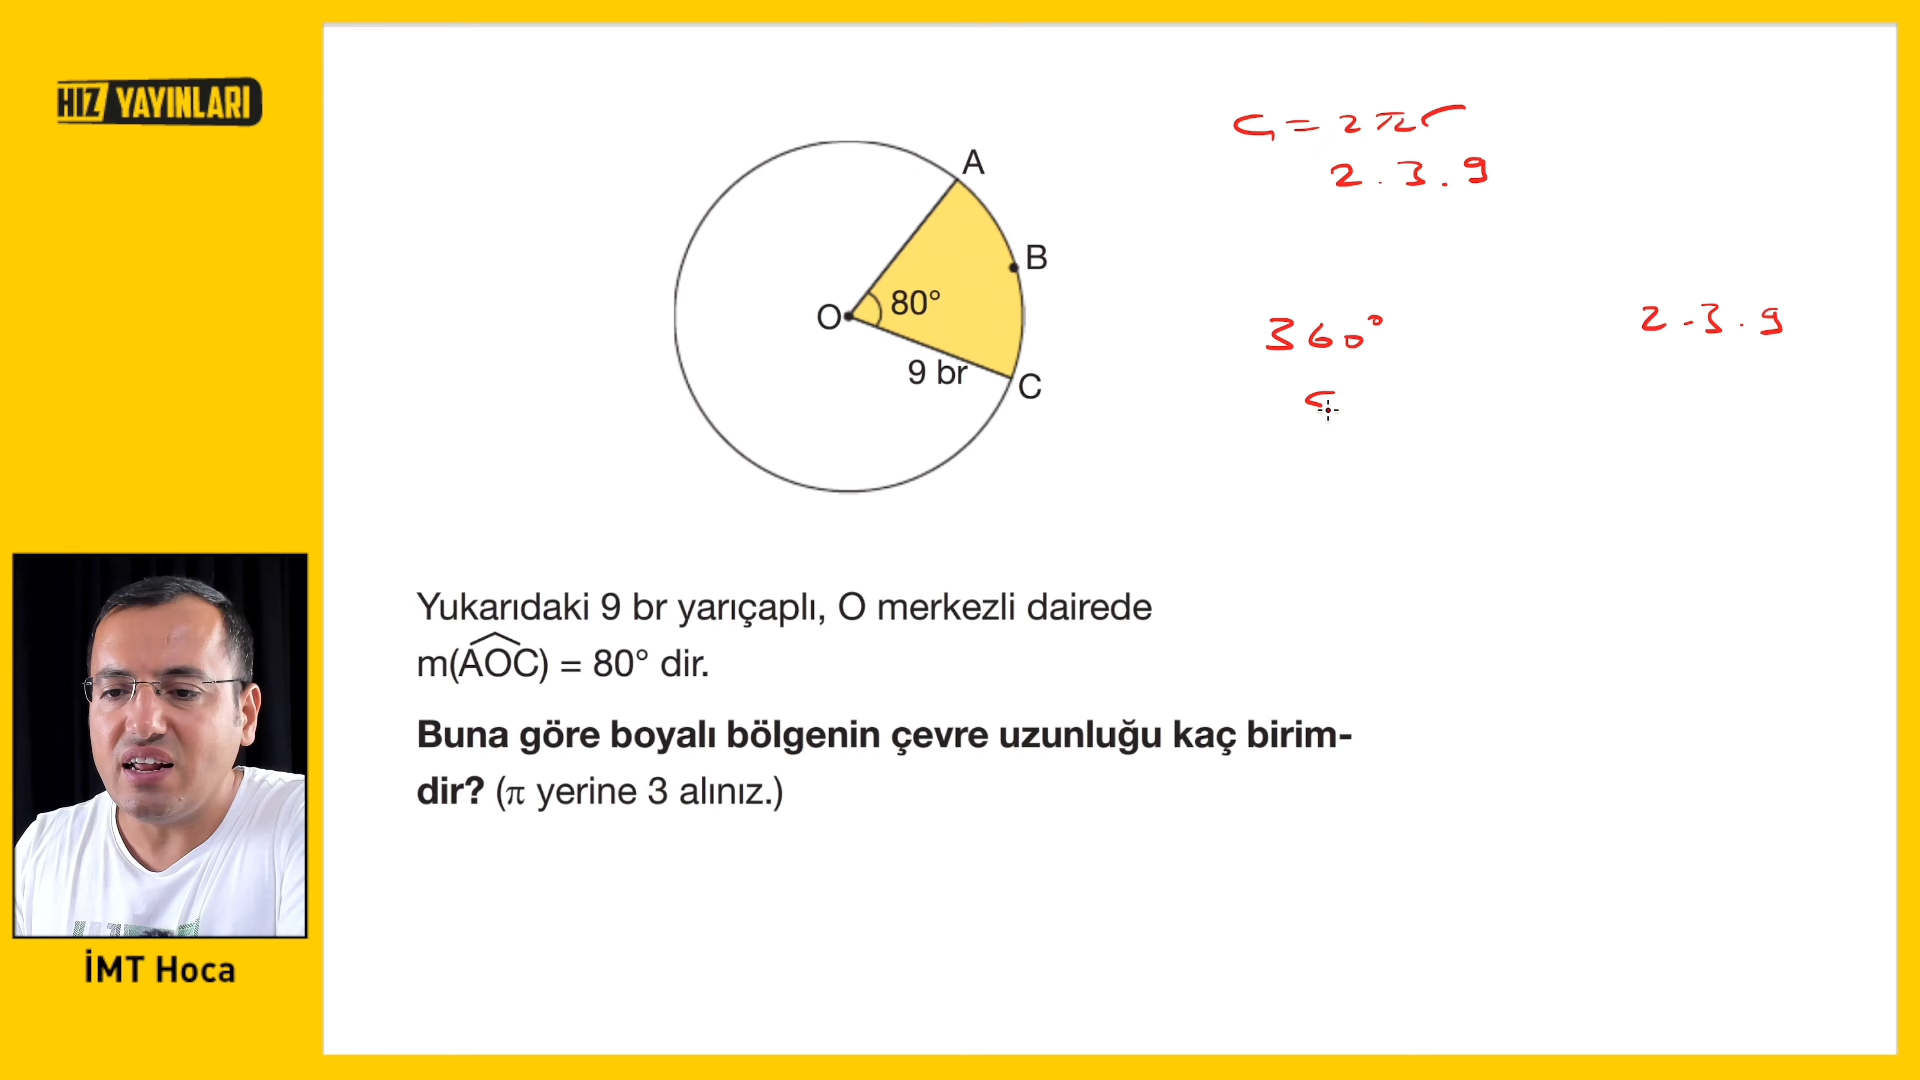 HIZ YAYINLARI
Ç = 2πr
2 . 3 . 9
A
B
O
80°
9 br
C
360°
2 . 3 . 9
Yukarıdaki 9 br yarıçaplı, O merkezli dairede
m(AOC) = 80° dir.
Buna göre boyalı bölgenin çevre uzunluğu kaç birim-
dir? (π yerine 3 alınız.)
İMT Hoca